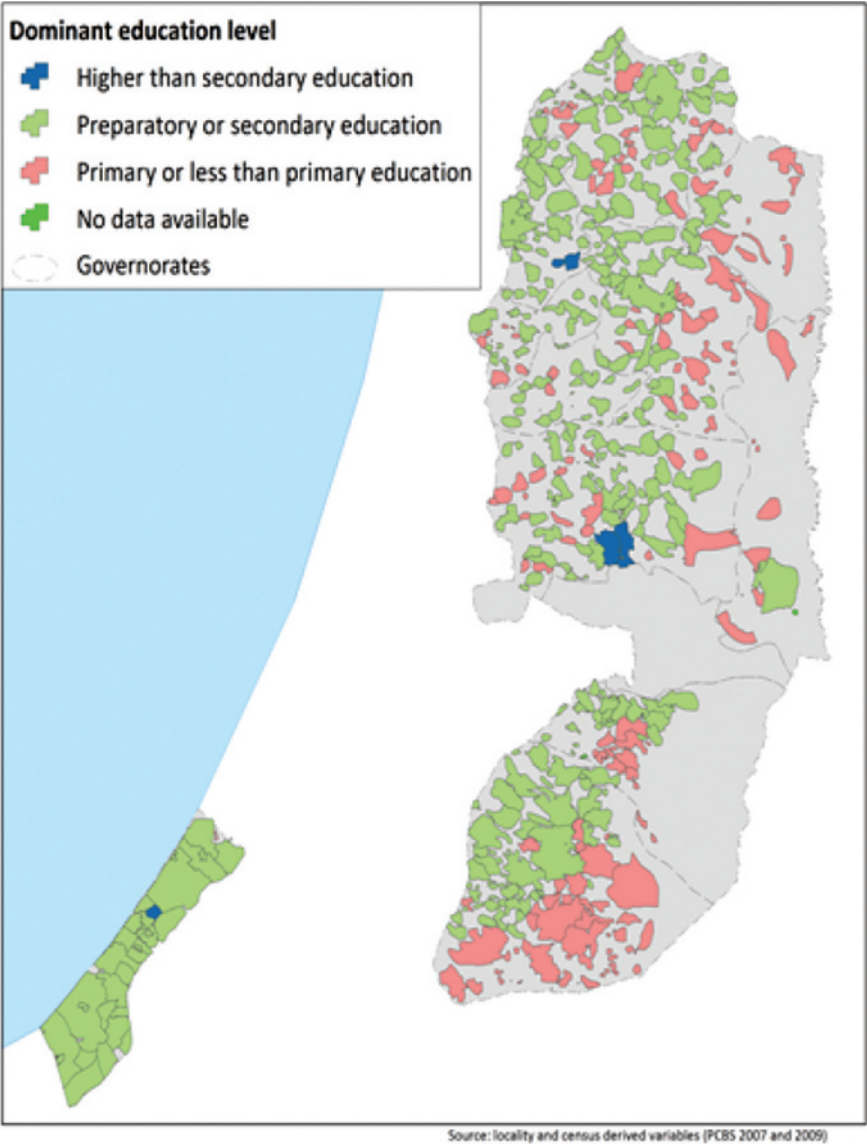 Dominant education level
Higher than secondary education
Preparatory or secondary education
Primary or less than primary education
No data available
Governorates
Source: locality and census derived variables (PCBS 2007 and 2009)